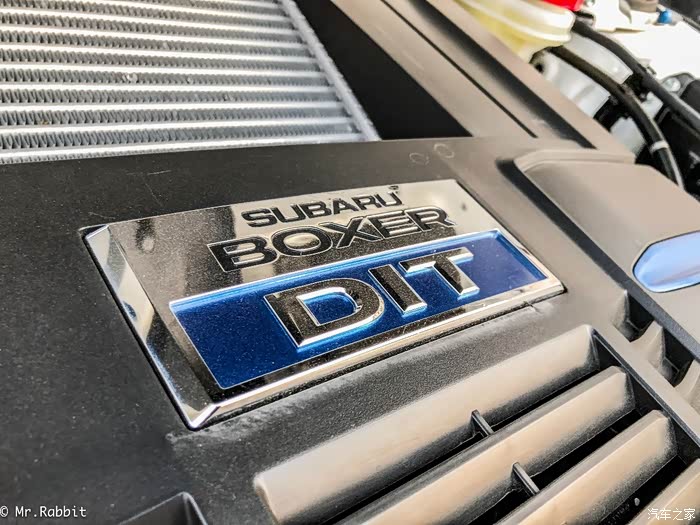 SUBARU
BOXER
DIT
© Mr.Rabbit
汽车之家